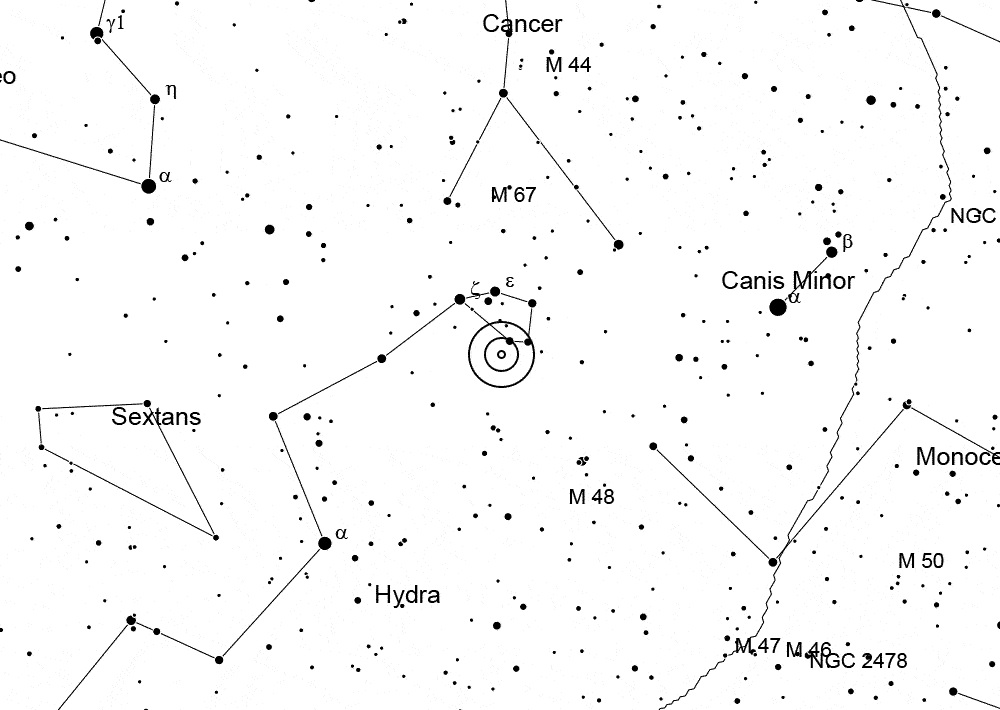 γ1
Cancer
M 44
eo
η
α
M 67
NGC
β
Canis Minor
α
ζ
ε
Sextans
Monoce
M 48
α
M 50
Hydra
M 47
M 46
NGC 2478